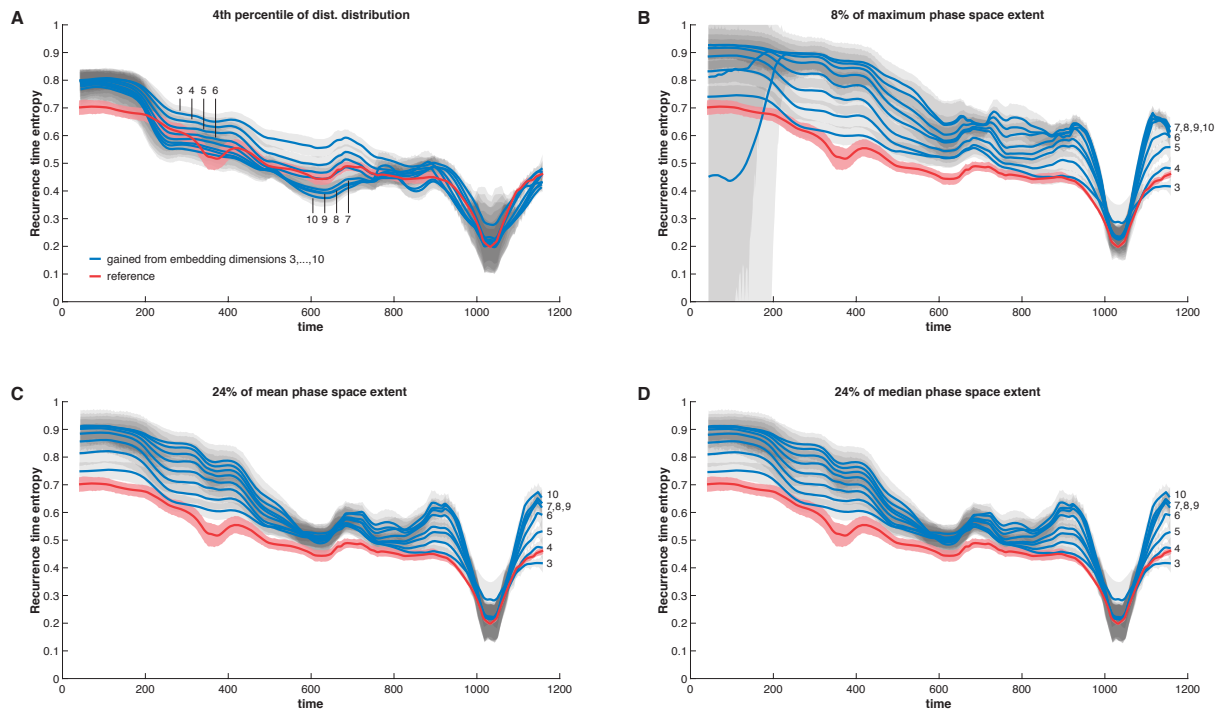 A
4th percentile of dist. distribution
Recurrence time entropy
1
0.9
0.8
0.7
0.6
0.5
0.4
0.3
0.2
0.1
0
3 4 5 6
10 9 8 7
gained from embedding dimensions 3,...,10
reference
0 200 400 600 800 1000 1200
time
B
8% of maximum phase space extent
Recurrence time entropy
1
0.9
0.8
0.7
0.6
0.5
0.4
0.3
0.2
0.1
0
7,8,9,10
6
5
4
3
0 200 400 600 800 1000 1200
time
C
24% of mean phase space extent
Recurrence time entropy
1
0.9
0.8
0.7
0.6
0.5
0.4
0.3
0.2
0.1
0
10
7,8,9
6
5
4
3
0 200 400 600 800 1000 1200
time
D
24% of median phase space extent
Recurrence time entropy
1
0.9
0.8
0.7
0.6
0.5
0.4
0.3
0.2
0.1
0
10
7,8,9
6
5
4
3
0 200 400 600 800 1000 1200
time